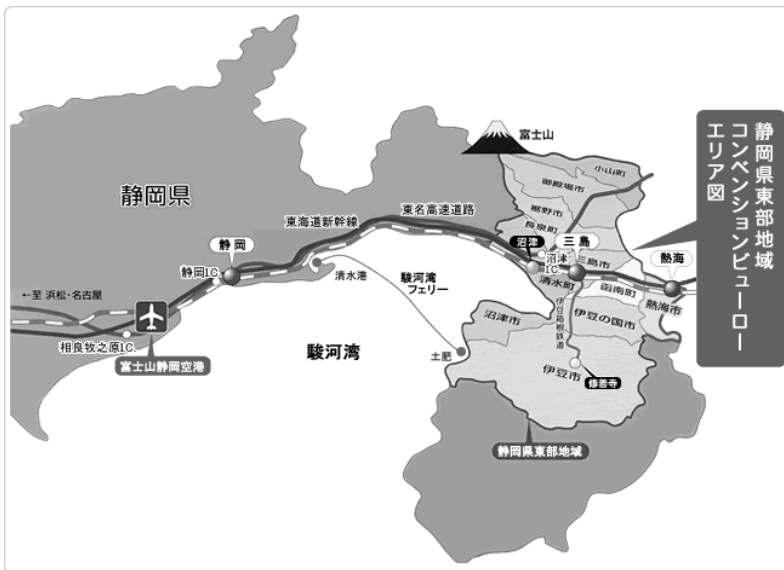 静岡県東部地域
コンベンションビューロー
エリア図
富士山
小山町
御殿場市
裾野市
長泉町
静岡県
東海道新幹線
東名高速道路
静岡
沼津
三島
沼津
I.C.
三島市
熱海
静岡I.C.
清水港
駿河湾
フェリー
清水町
函南町
熱海市
←至 浜松・名古屋
沼津市
伊豆箱根鉄道
伊豆の国市
相良牧之原I.C.
駿河湾
土肥
富士山静岡空港
伊豆市
修善寺
静岡県東部地域